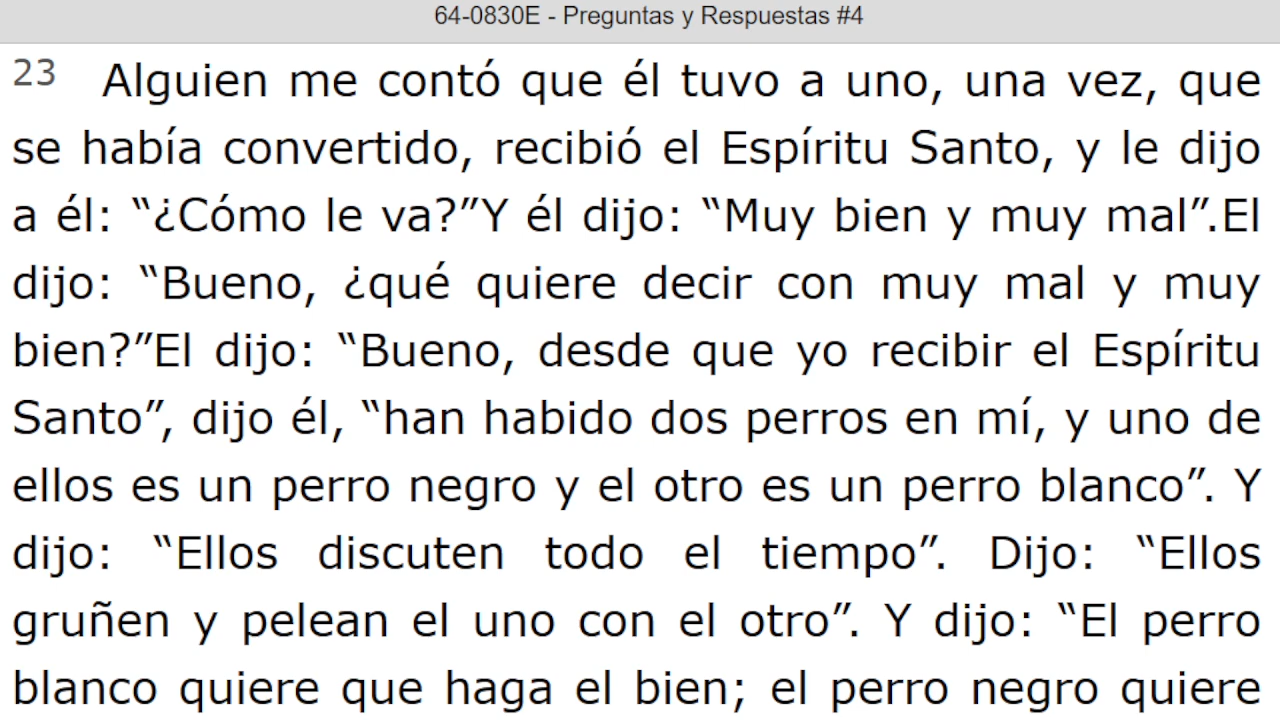 64-0830E - Preguntas y Respuestas #4
23 Alguien me contó que él tuvo a uno, una vez, que
se había convertido, recibió el Espíritu Santo, y le dijo
a él: “¿Cómo le va?”Y él dijo: “Muy bien y muy mal”.El
dijo: “Bueno, ¿qué quiere decir con muy mal y muy
bien?”El dijo: “Bueno, desde que yo recibir el Espíritu
Santo”, dijo él, “han habido dos perros en mí, y uno de
ellos es un perro negro y el otro es un perro blanco”. Y
dijo: “Ellos discuten todo el tiempo”. Dijo: “Ellos
gruñen y pelean el uno con el otro”. Y dijo: “El perro
blanco quiere que haga el bien; el perro negro quiere